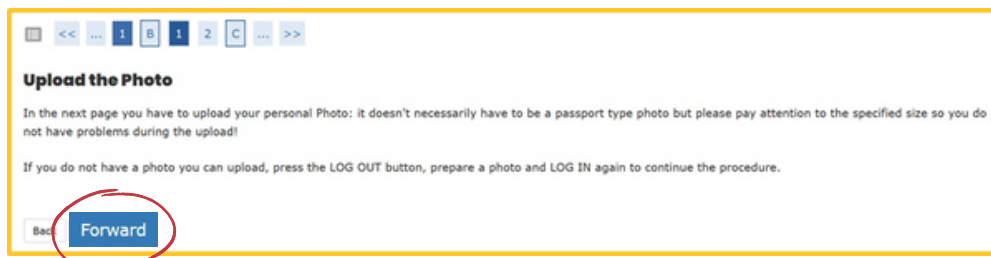 << ... 1 B 1 2 C ... >>
Upload the Photo
In the next page you have to upload your personal Photo: it doesn't necessarily have to be a passport type photo but please pay attention to the specified size so you do
not have problems during the upload!
If you do not have a photo you can upload, press the LOG OUT button, prepare a photo and LOG IN again to continue the procedure.
Back Forward